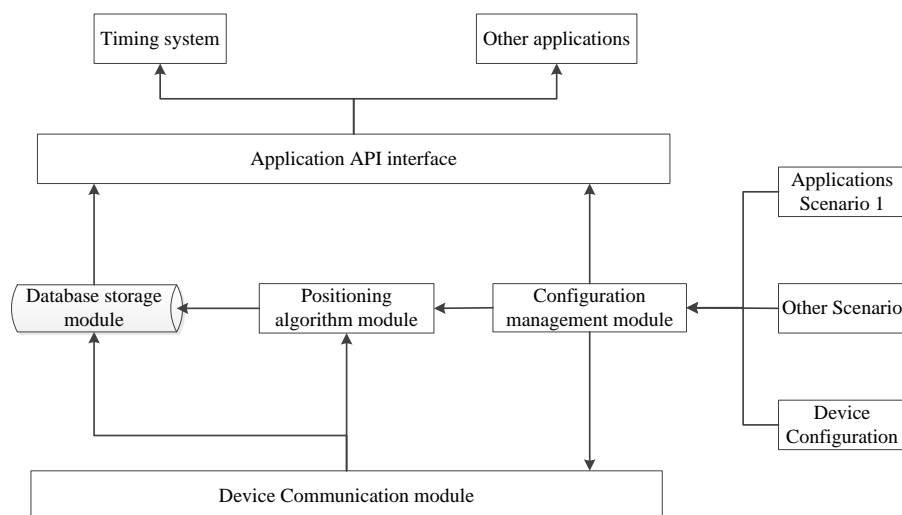 Timing system
Other applications
Application API interface
Applications
Scenario 1
Database storage
module
Positioning
algorithm module
Configuration
management module
Other Scenario
Device
Configuration
Device Communication module